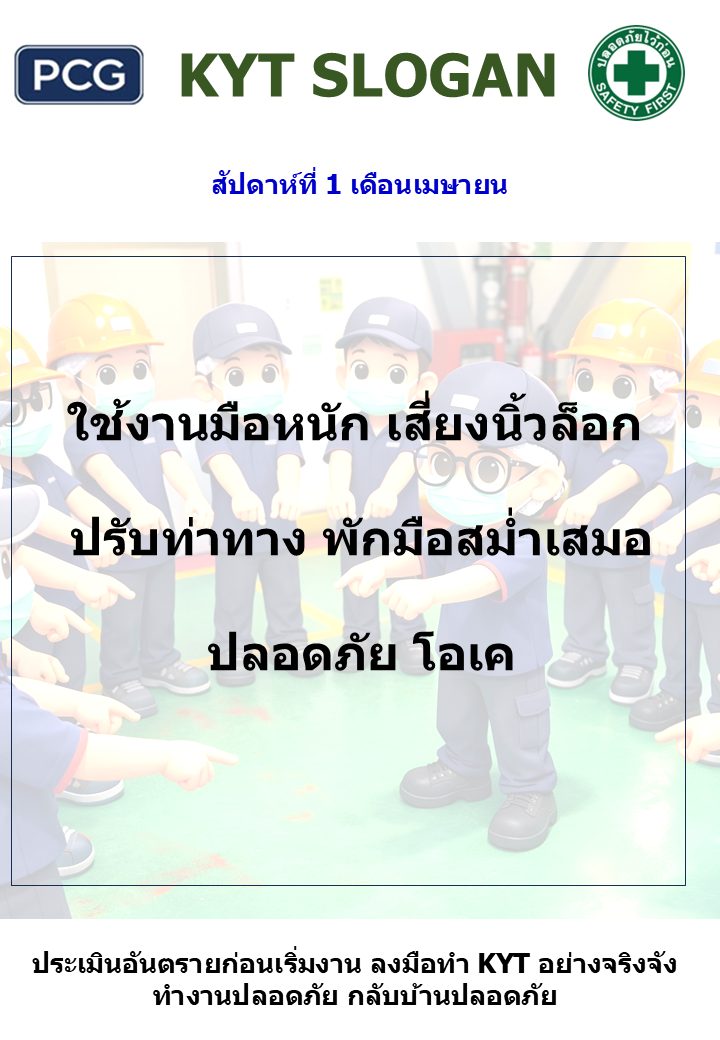 PCG
KYT SLOGAN
ปลอดภัยไว้ก่อน
SAFETY FIRST
สัปดาห์ที่ 1 เดือนเมษายน
ใช้งานมือหนัก เสี่ยงนิ้วล็อก
ปรับท่าทาง พักมือสม่ำเสมอ
ปลอดภัย โอเค
ประเมินอันตรายก่อนเริ่มงาน ลงมือทำ KYT อย่างจริงจัง
ทำงานปลอดภัย กลับบ้านปลอดภัย